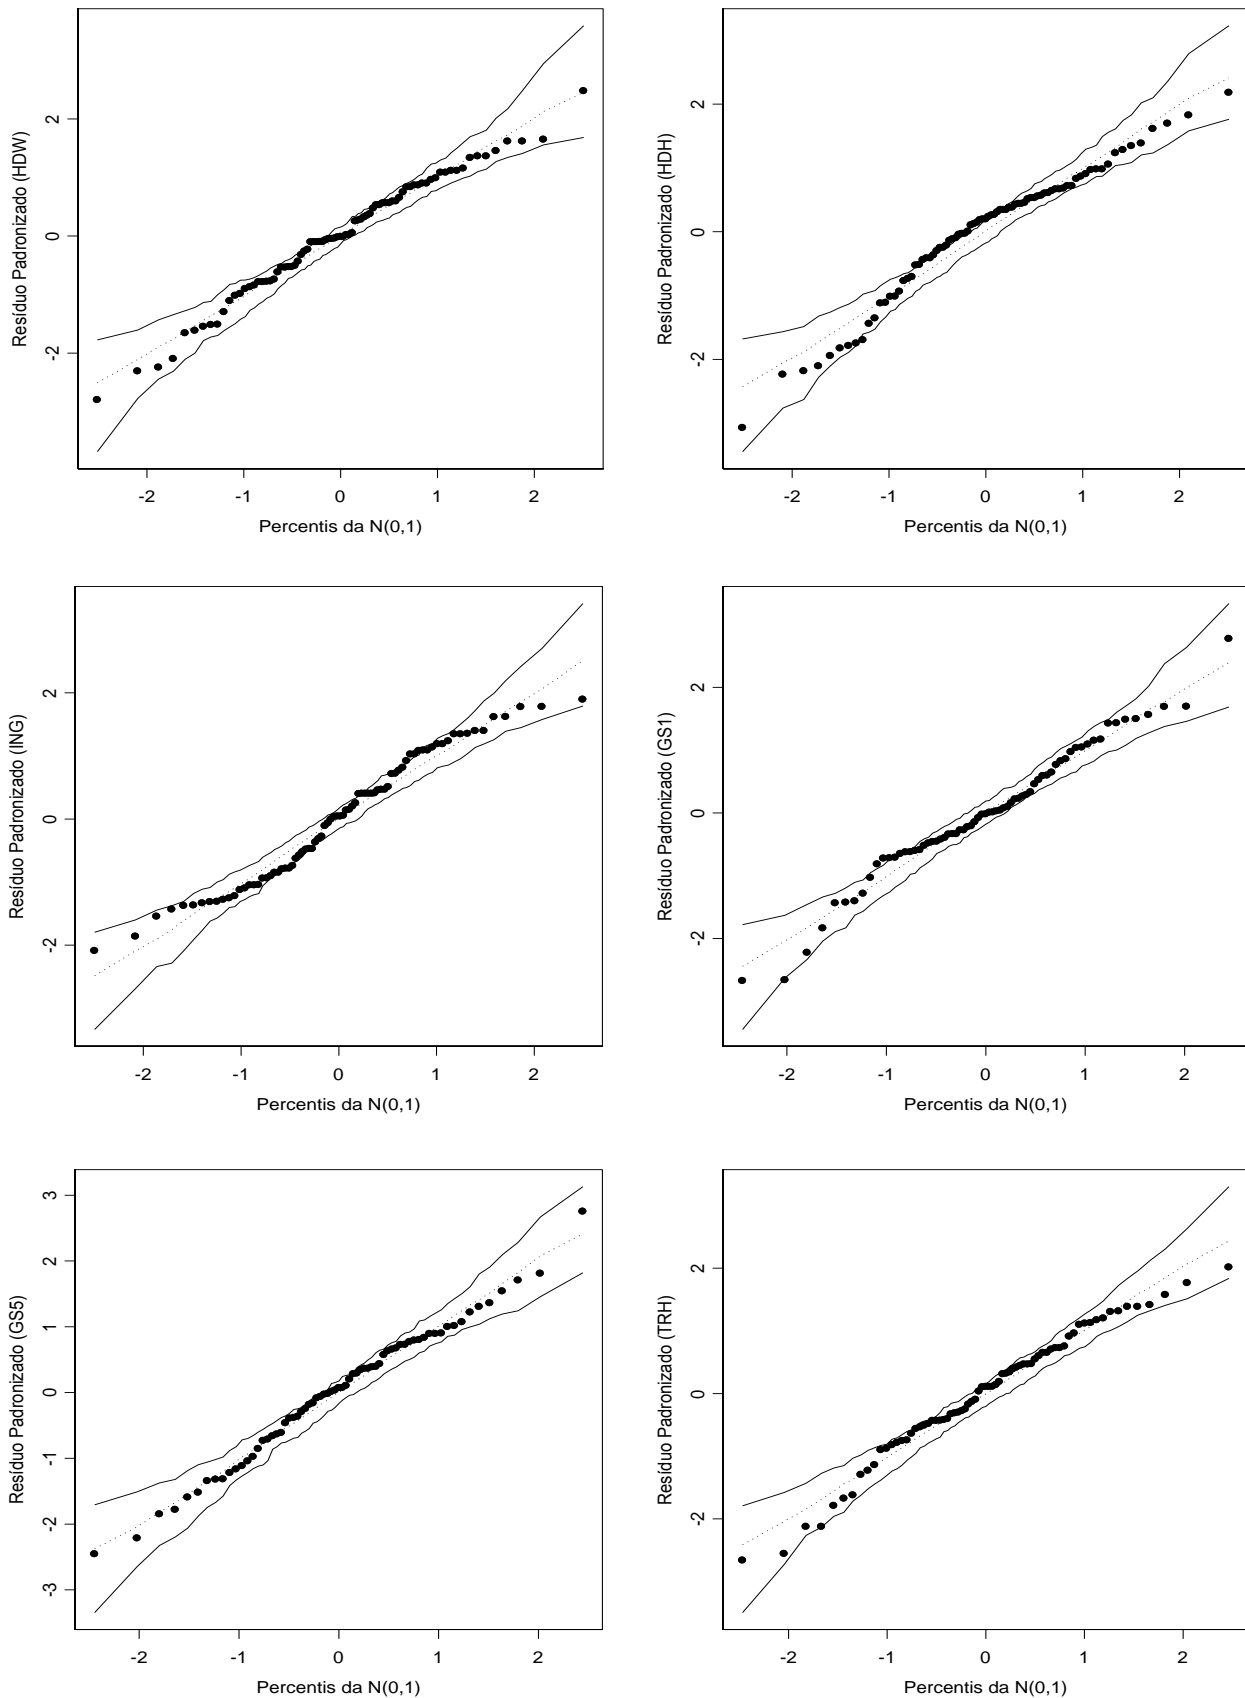 Resíduo Padronizado (HDW)
2
0
-2
-2 -1 0 1 2
Percentis da N(0,1)
Resíduo Padronizado (HDH)
2
0
-2
-2 -1 0 1 2
Percentis da N(0,1)
Resíduo Padronizado (ING)
2
0
-2
-2 -1 0 1 2
Percentis da N(0,1)
Resíduo Padronizado (GS1)
2
0
-2
-2 -1 0 1 2
Percentis da N(0,1)
Resíduo Padronizado (GS5)
3
2
1
0
-1
-2
-3
-2 -1 0 1 2
Percentis da N(0,1)
Resíduo Padronizado (TRH)
2
0
-2
-2 -1 0 1 2
Percentis da N(0,1)